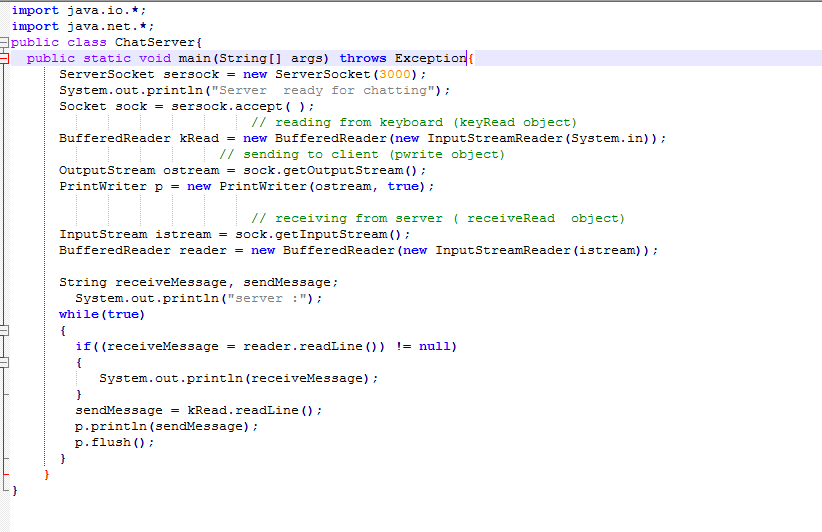 import java.io.*;
import java.net.*;
public class ChatServer{
  public static void main(String[] args) throws Exception{
      ServerSocket sersock = new ServerSocket(3000);
      System.out.println("Server  ready for chatting");
      Socket sock = sersock.accept( );
                              // reading from keyboard (keyRead object)
      BufferedReader kRead = new BufferedReader(new InputStreamReader(System.in));
                          // sending to client (pwrite object)
      OutputStream ostream = sock.getOutputStream();
      PrintWriter p = new PrintWriter(ostream, true);
                              // receiving from server ( receiveRead  object)
      InputStream istream = sock.getInputStream();
      BufferedReader reader = new BufferedReader(new InputStreamReader(istream));
      String receiveMessage, sendMessage;
        System.out.println("server :");
      while(true)
      {
        if((receiveMessage = reader.readLine()) != null)
        {
           System.out.println(receiveMessage);
        }
        sendMessage = kRead.readLine();
        p.println(sendMessage);
        p.flush();
      }
    }
}